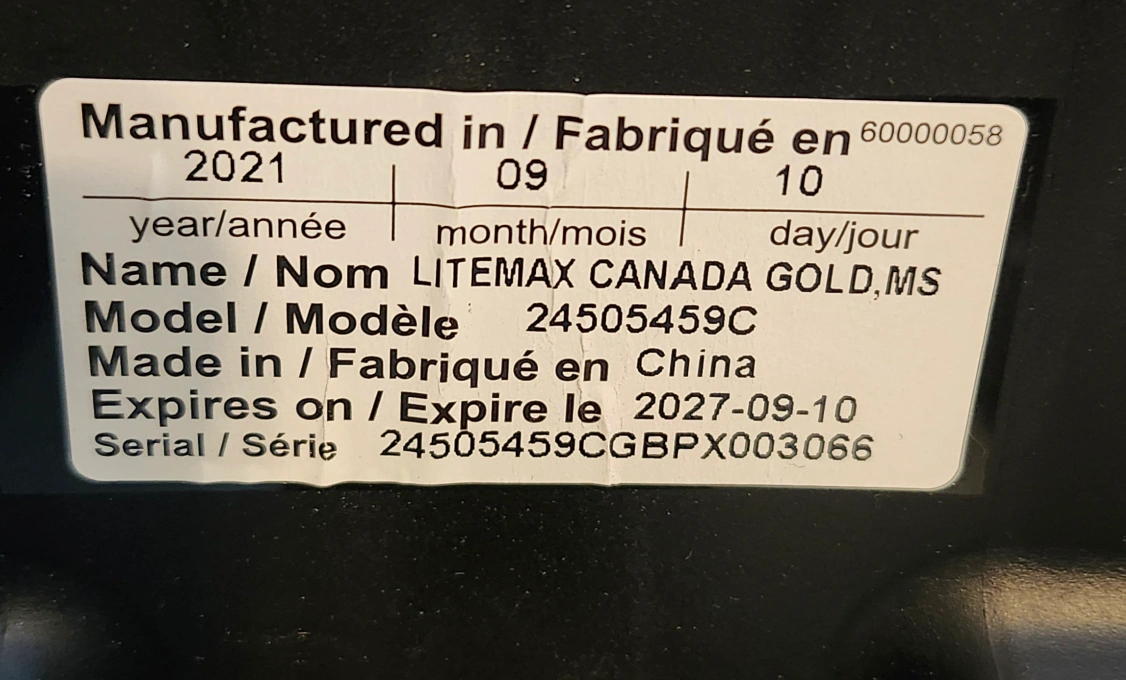 Manufactured in / Fabriqué en 60000058
2021 09 10
year/année month/mois day/jour
Name / Nom LITEMAX CANADA GOLD,MS
Model / Modèle 24505459C
Made in / Fabriqué en China
Expires on / Expire le 2027-09-10
Serial / Série 24505459CGBPX003066